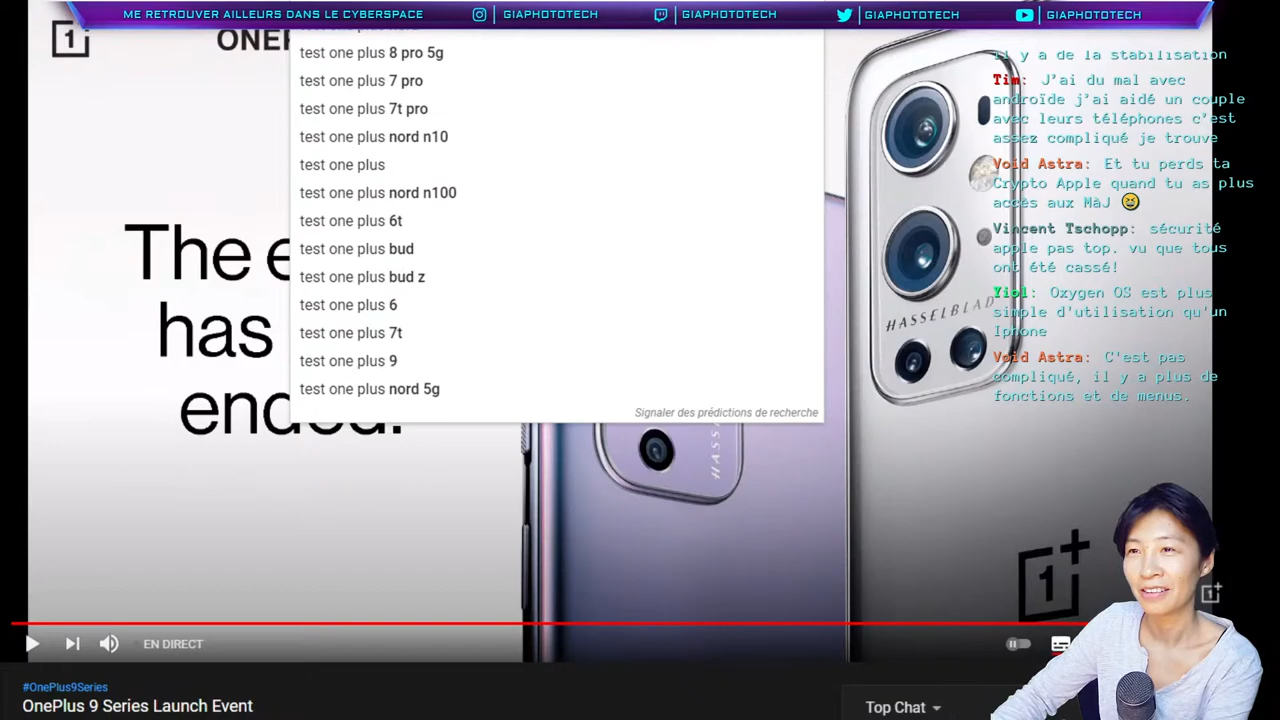 ME RETROUVER AILLEURS DANS LE CYBERSPACE
GIAPHOTOTECH
GIAPHOTOTECH
GIAPHOTOTECH
GIAPHOTOTECH
1
test one plus 8 pro 5g
test one plus 7 pro
test one plus 7t pro
test one plus nord n10
test one plus
test one plus nord n100
test one plus 6t
test one plus bud
test one plus bud z
test one plus 6
test one plus 7t
test one plus 9
test one plus nord 5g
Signaler des prédictions de recherche
The
has
ended.
HASSELBLAD
1+
il y a de la stabilisation
Tim: J'ai du mal avec
androïde j'ai aidé un couple
avec leurs téléphones c'est
assez compliqué je trouve
Void Astra: Et tu perds ta
Crypto Apple quand tu as plus
accès aux MàJ
Vincent Tschopp: sécurité
apple pas top. vu que tous
ont été cassé!
Yiol: Oxygen OS est plus
simple d'utilisation qu'un
Iphone
Void Astra: C'est pas
compliqué, il y a plus de
fonctions et de menus.
EN DIRECT
#OnePlus9Series
OnePlus 9 Series Launch Event
Top Chat